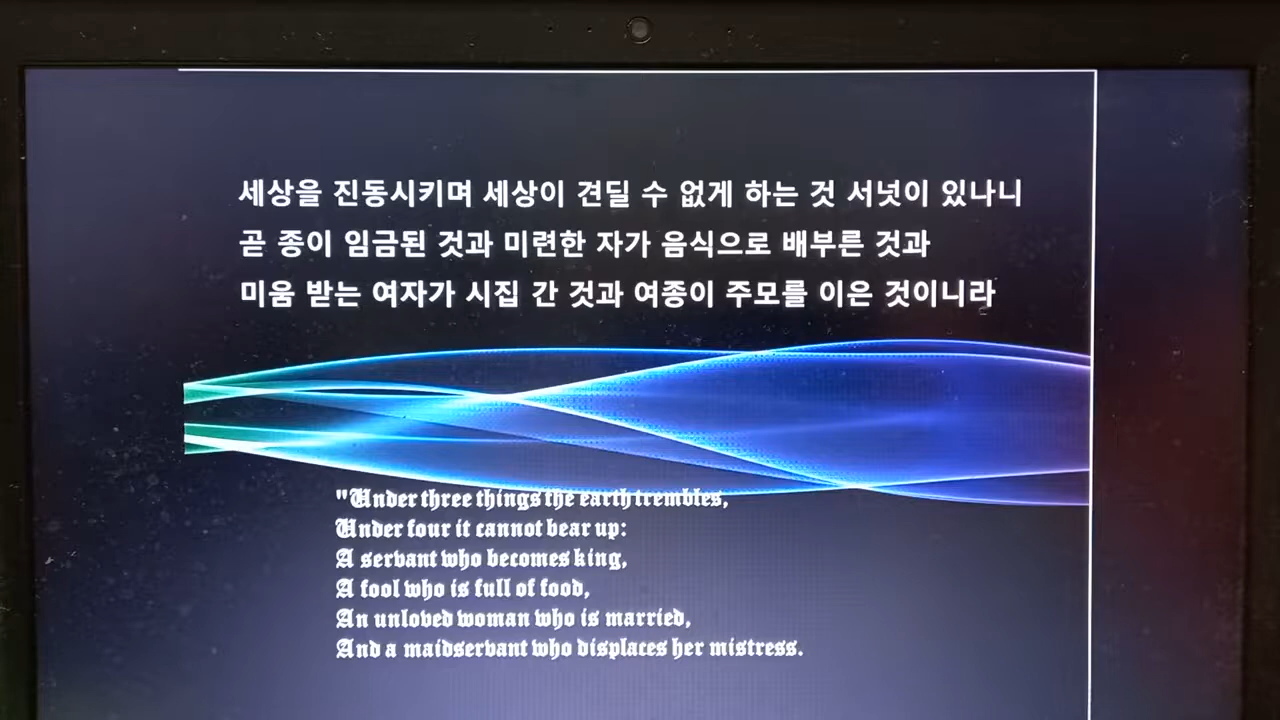 세상을 진동시키며 세상이 견딜 수 없게 하는 것 서넛이 있나니
곧 종이 임금된 것과 미련한 자가 음식으로 배부른 것과
미움 받는 여자가 시집 간 것과 여종이 주모를 이은 것이니라
"Under three things the earth trembles,
Under four it cannot bear up:
A servant who becomes king,
A fool who is full of food,
An unloved woman who is married,
And a maidservant who displaces her mistress.